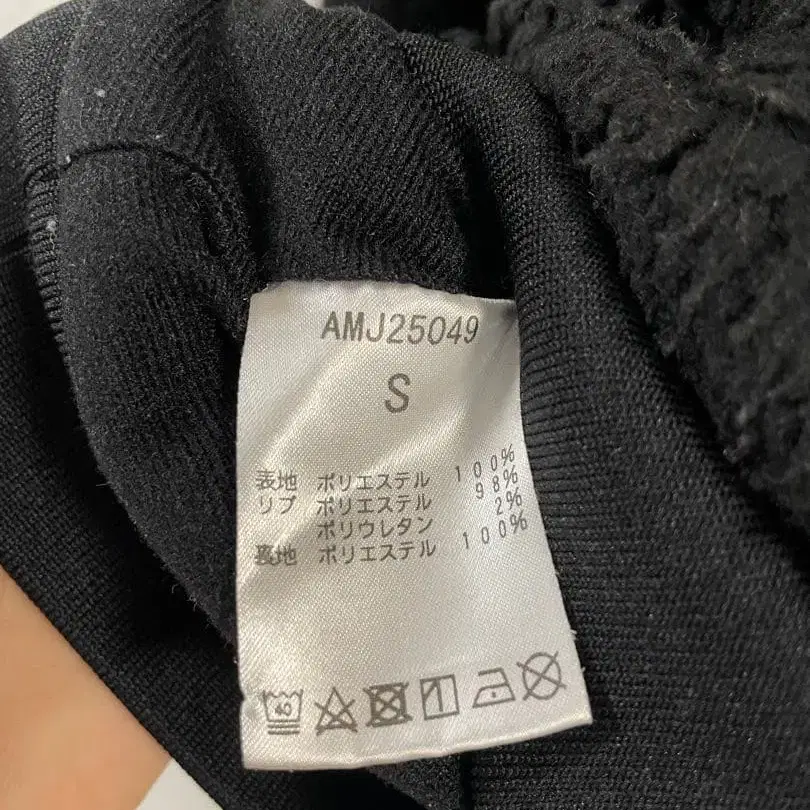 AMJ25049
S
表地 ポリエステル 100%
リブ ポリエステル 98%
ポリウレタン 2%
裏地 ポリエステル 100%
40